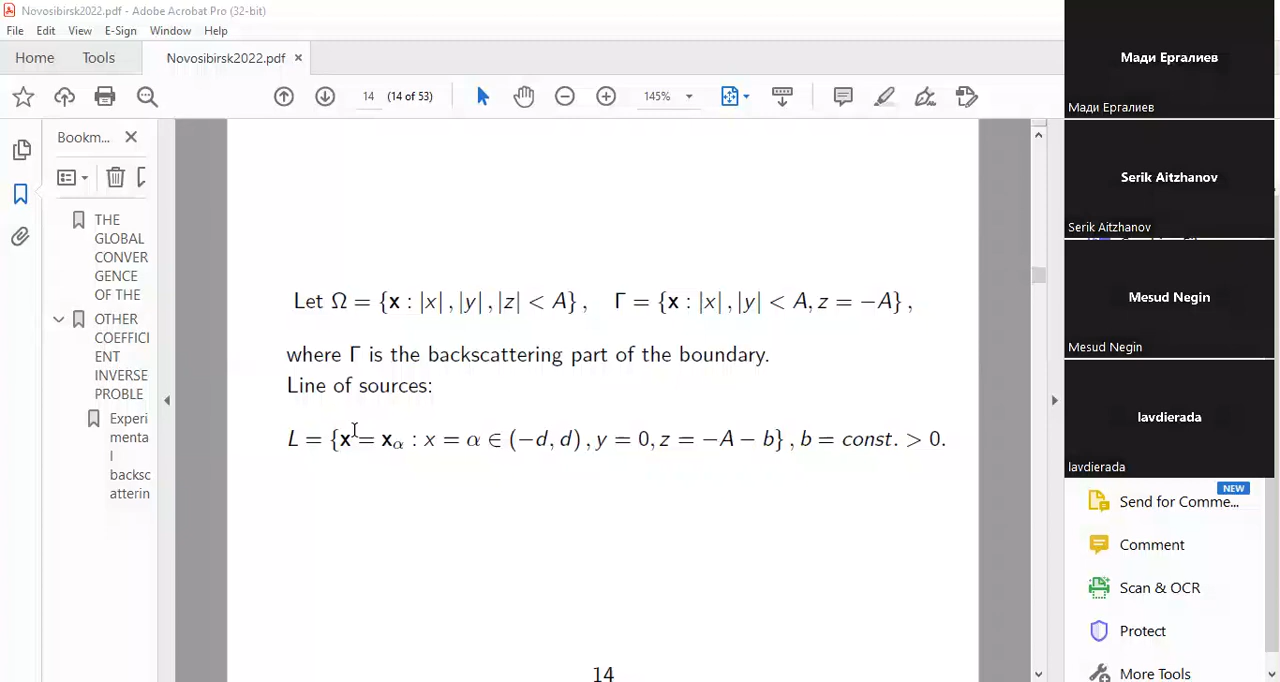 Novosibirsk2022.pdf - Adobe Acrobat Pro (32-bit)
File Edit View E-Sign Window Help
Home Tools Novosibirsk2022.pdf ×
14 (14 of 53) 145%
Bookm...
THE
GLOBAL
CONVER
GENCE
OF THE
OTHER
COEFFICI
ENT
INVERSE
PROBLE
Experi
menta
l
backsc
atterin
Let Ω = {x : |x| , |y| , |z| < A} , Γ = {x : |x| , |y| < A, z = −A} ,
where Γ is the backscattering part of the boundary.
Line of sources:
L = {x = xα : x = α ∈ (−d, d) , y = 0, z = −A − b} , b = const. > 0.
14
Мади Ергалиев
Мади Ергалиев
Serik Aitzhanov
Serik Aitzhanov
Mesud Negin
Mesud Negin
lavdierada
lavdierada
NEW
Send for Comme...
Comment
Scan & OCR
Protect
More Tools